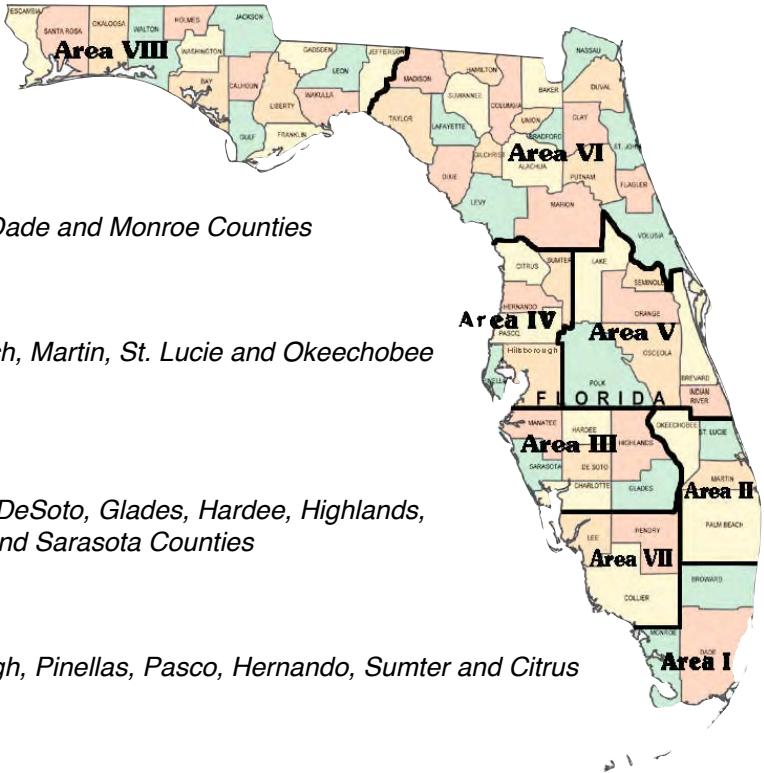 ESCAMBIA
SANTA ROSA
OKALOOSA
WALTON
HOLMES
JACKSON
Area VIII
WASHINGTON
BAY
CALHOUN
GULF
LIBERTY
FRANKLIN
GADSDEN
LEON
WAKULLA
JEFFERSON
MADISON
TAYLOR
HAMILTON
SUWANNEE
LAFAYETTE
DIXIE
COLUMBIA
GILCHRIST
BAKER
UNION
BRADFORD
NASSAU
DUVAL
CLAY
ST. JOHN
Area VI
ALACHUA
PUTNAM
FLAGLER
LEVY
MARION
VOLUSIA
Dade and Monroe Counties
CITRUS
SUMTER
LAKE
SEMINOLE
HERNANDO
ORANGE
Area IV
PASCO
Area V
ch, Martin, St. Lucie and Okeechobee
Hillsborough
OSCEOLA
POLK
BREVARD
INDIAN
RIVER
FLORIDA
MANATEE
HARDEE
HIGHLANDS
OKEECHOBEE
ST. LUCIE
Area III
SARASOTA
DE SOTO
MARTIN
CHARLOTTE
GLADES
Area II
DeSoto, Glades, Hardee, Highlands,
nd Sarasota Counties
PALM BEACH
LEE
HENDRY
Area VII
BROWARD
COLLIER
MONROE
DADE
Area I
gh, Pinellas, Pasco, Hernando, Sumter and Citrus